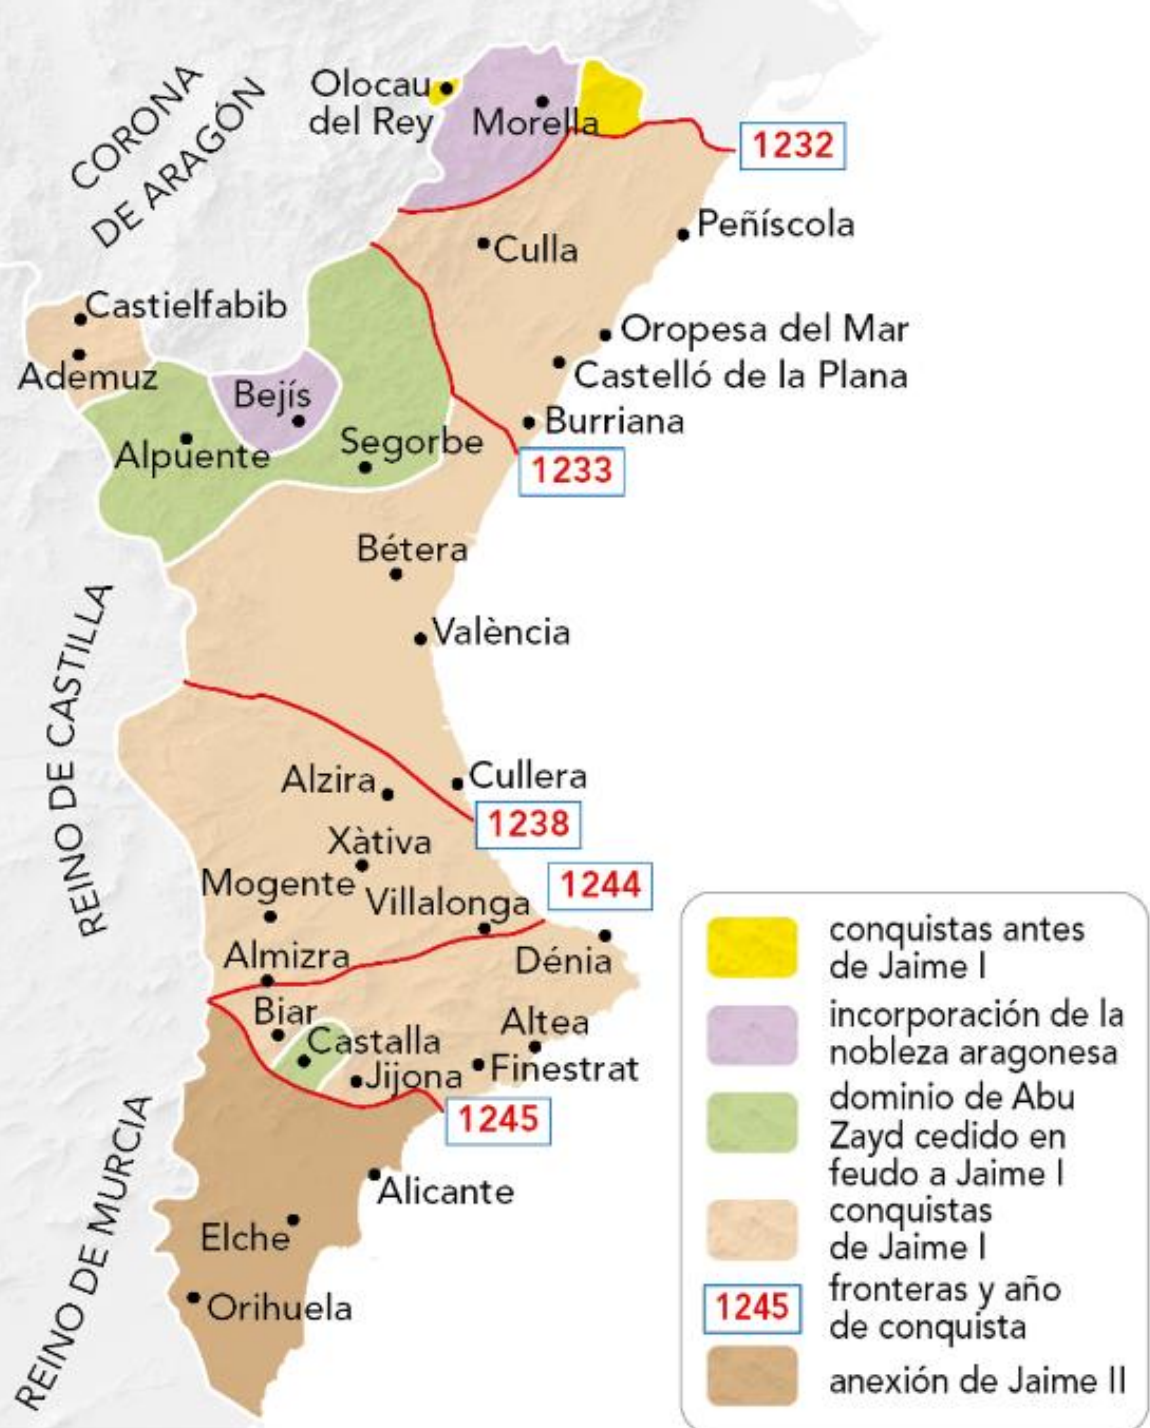 CORONA
DE ARAGÓN
Olocau
del Rey
Morella
1232
Peñíscola
Culla
Castielfabib
Oropesa del Mar
Ademuz
Castelló de la Plana
Bejís
Burriana
Alpuente
Segorbe
1233
Bétera
València
REINO DE CASTILLA
Alzira
Cullera
1238
Xàtiva
Mogente
1244
Villalonga
Almizra
Dénia
Biar
Altea
Castalla
Finestrat
Jijona
1245
Alicante
Elche
REINO DE MURCIA
Orihuela
conquistas antes
de Jaime I
incorporación de la
nobleza aragonesa
dominio de Abu
Zayd cedido en
feudo a Jaime I
conquistas
de Jaime I
1245
fronteras y año
de conquista
anexión de Jaime II